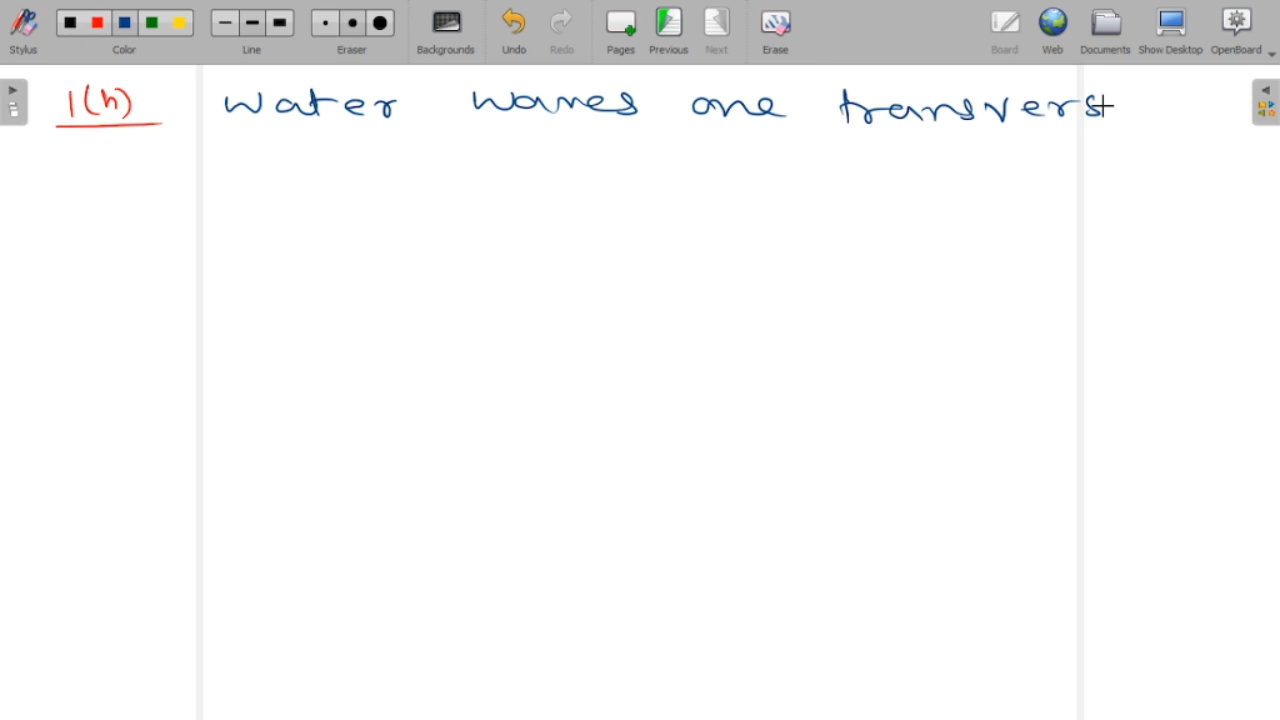 Stylus
Color
Line
Eraser
Backgrounds
Undo
Redo
Pages
Previous
Next
Erase
Board
Web
Documents
Show Desktop
OpenBoard
1(h) Water waves are transvers